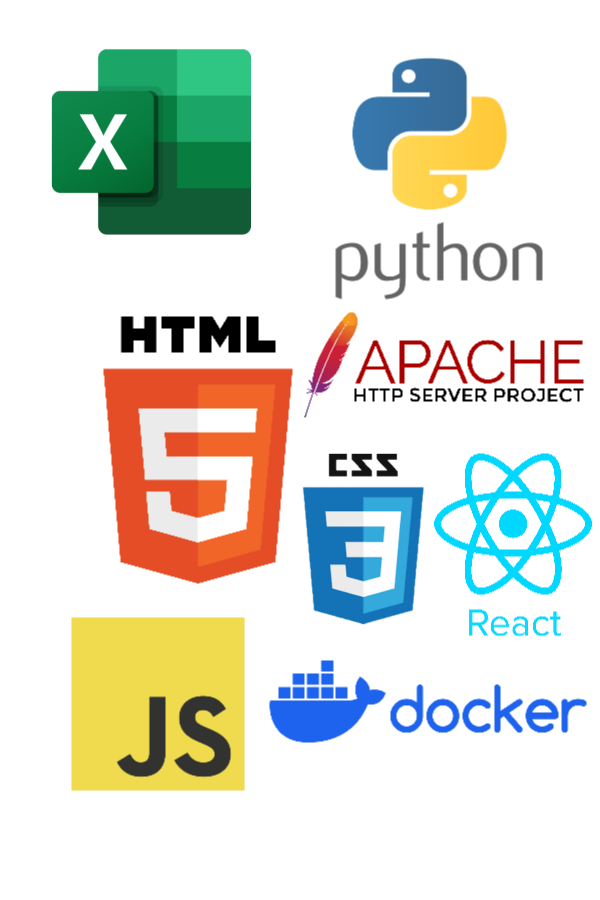 X
python
HTML
5
APACHE
HTTP SERVER PROJECT
CSS
3
React
JS
docker